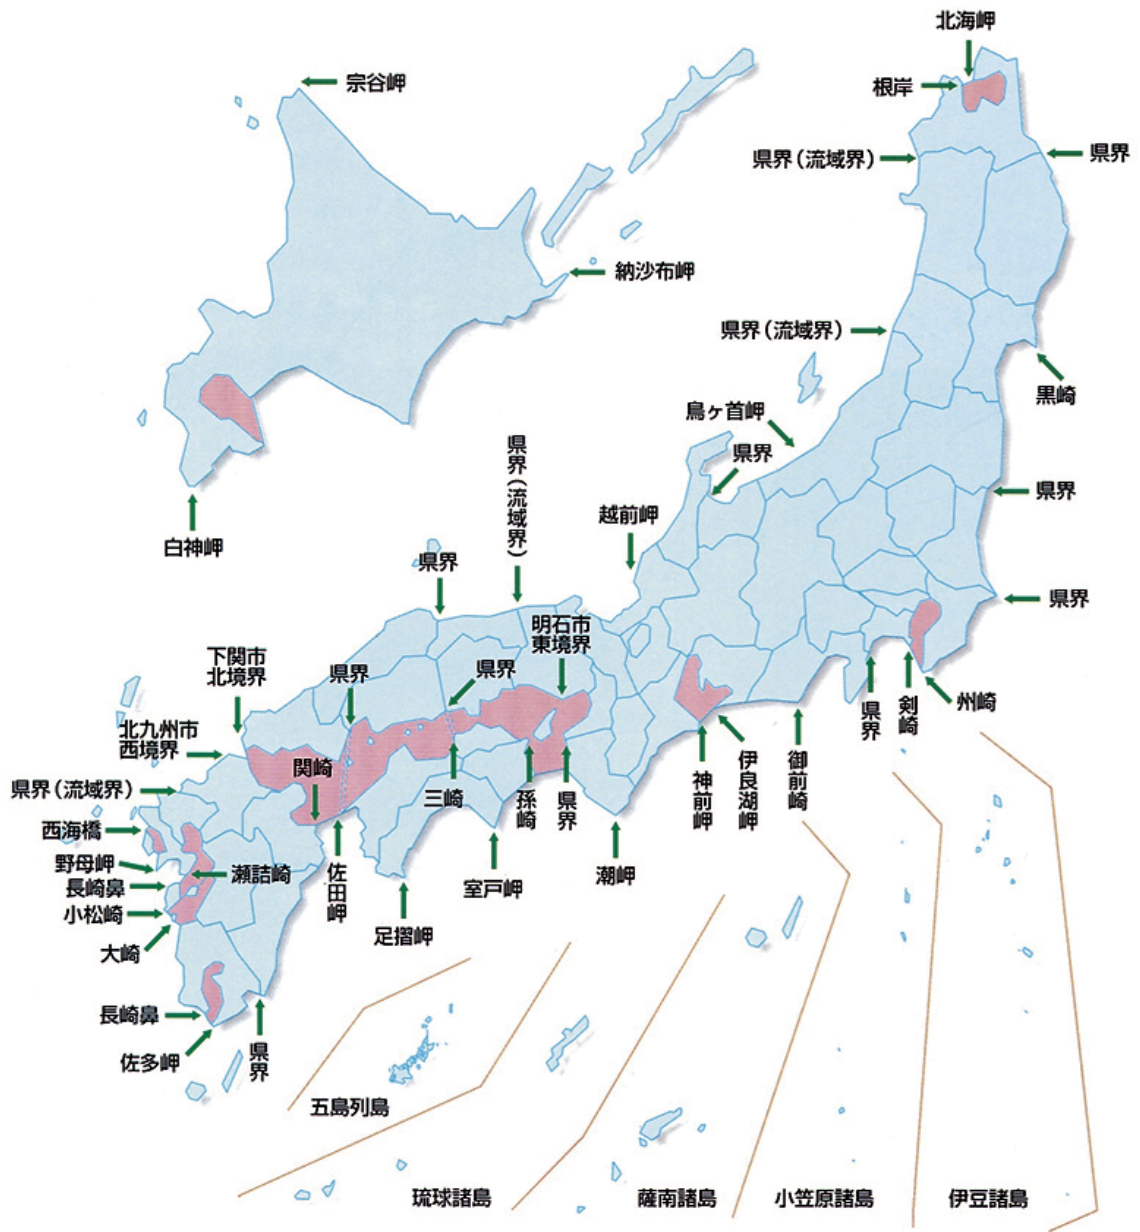 北海岬
宗谷岬
根岸
県界(流域界)
県界
納沙布岬
県界(流域界)
黒崎
鳥ヶ首岬
県界
県界(流域界)
県界
越前岬
白神岬
県界
県界
明石市
東境界
下関市
北境界
県界
県界
州崎
剣崎
県界
北九州市
西境界
関崎
御前崎
伊良湖岬
神前岬
県界(流域界)
三崎
孫崎
県界
西海橋
野母岬
瀬詰崎
長崎鼻
小松崎
佐田岬
室戸岬
潮岬
大崎
足摺岬
長崎鼻
佐多岬
県界
五島列島
琉球諸島
薩南諸島
小笠原諸島
伊豆諸島